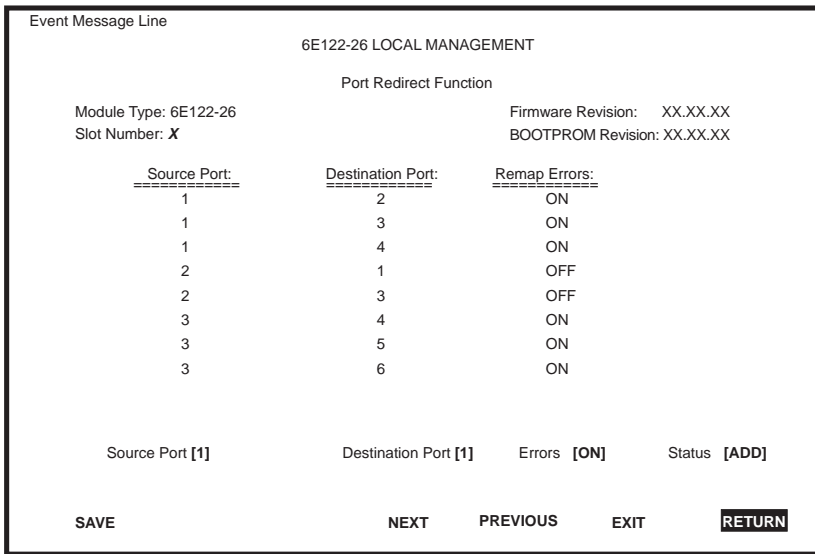 Event Message Line
6E122-26 LOCAL MANAGEMENT
Port Redirect Function
Module Type: 6E122-26 Firmware Revision: XX.XX.XX
Slot Number: X BOOTPROM Revision: XX.XX.XX
Source Port: Destination Port: Remap Errors:
============ ============ ============
1 2 ON
1 3 ON
1 4 ON
2 1 OFF
2 3 OFF
3 4 ON
3 5 ON
3 6 ON
Source Port [1] Destination Port [1] Errors [ON] Status [ADD]
SAVE NEXT PREVIOUS EXIT RETURN